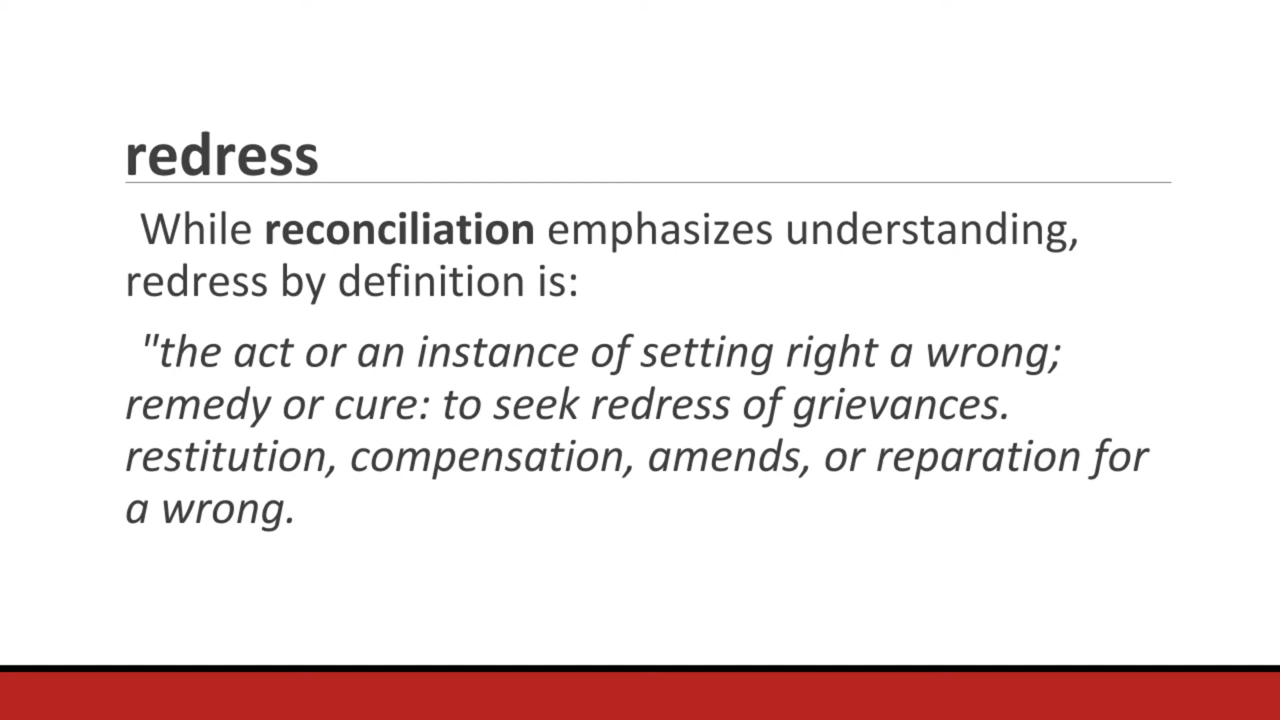 redress
While reconciliation emphasizes understanding,
redress by definition is:
"the act or an instance of setting right a wrong;
remedy or cure: to seek redress of grievances.
restitution, compensation, amends, or reparation for
a wrong.